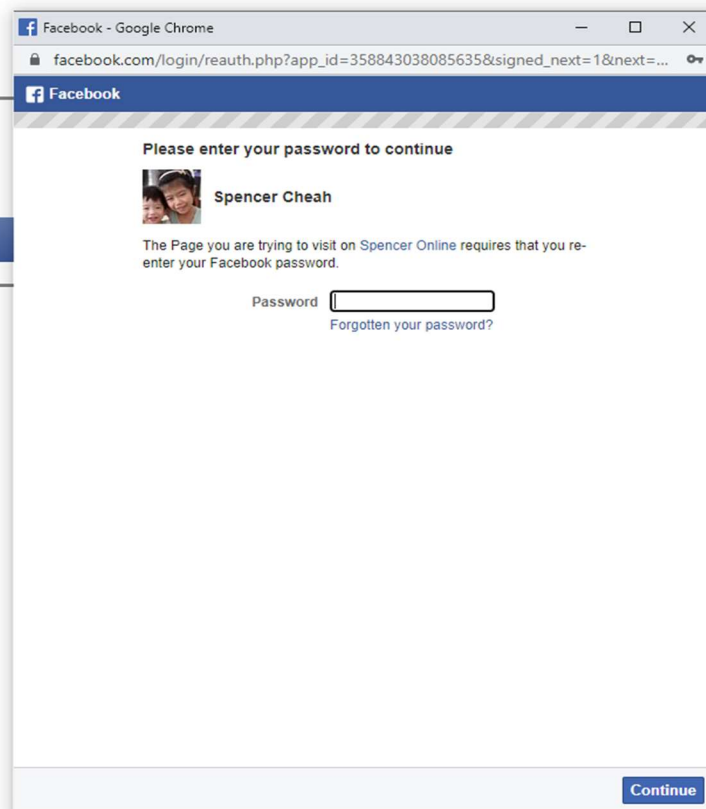 Facebook - Google Chrome
facebook.com/login/reauth.php?app_id=358843038085635&signed_next=1&next=...
Facebook
Please enter your password to continue
Spencer Cheah
The Page you are trying to visit on Spencer Online requires that you re-
enter your Facebook password.
Password
Forgotten your password?
Continue